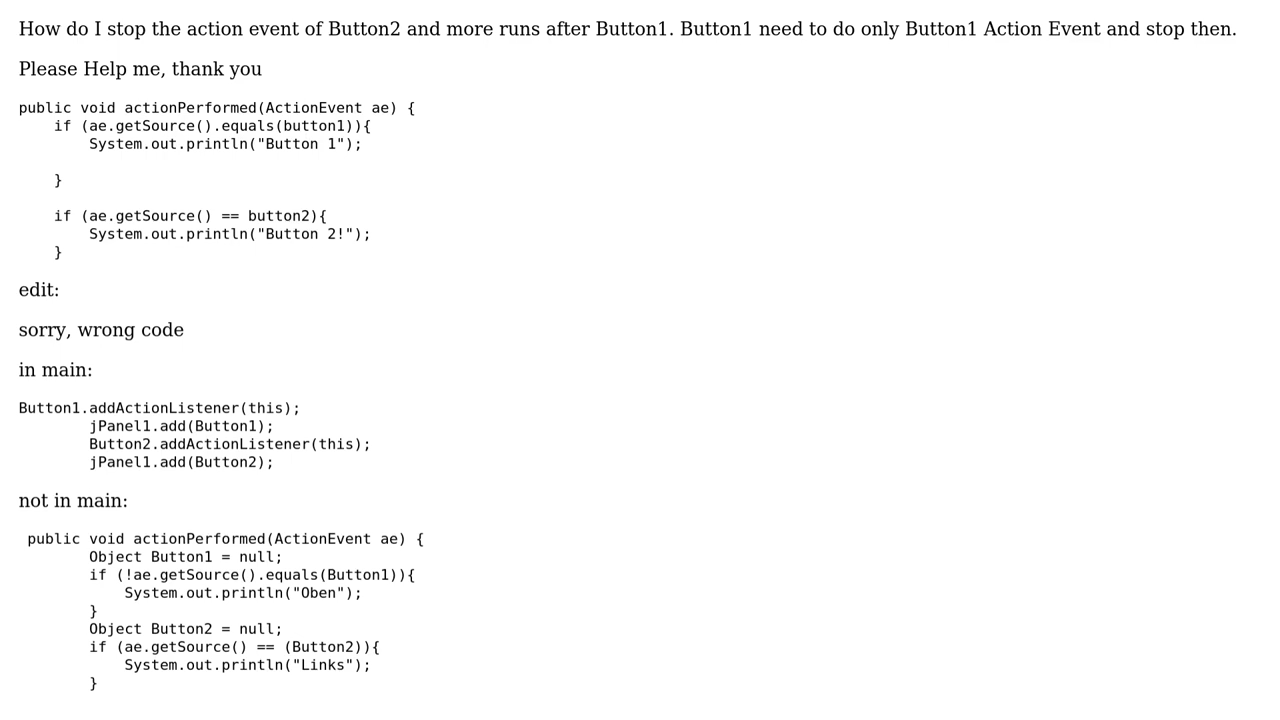 How do I stop the action event of Button2 and more runs after Button1. Button1 need to do only Button1 Action Event and stop then.
Please Help me, thank you
public void actionPerformed(ActionEvent ae) {
    if (ae.getSource().equals(button1)){
        System.out.println("Button 1");
    }
    if (ae.getSource() == button2){
        System.out.println("Button 2!");
    }
edit:
sorry, wrong code
in main:
Button1.addActionListener(this);
        jPanel1.add(Button1);
        Button2.addActionListener(this);
        jPanel1.add(Button2);
not in main:
 public void actionPerformed(ActionEvent ae) {
        Object Button1 = null;
        if (!ae.getSource().equals(Button1)){
            System.out.println("Oben");
        }
        Object Button2 = null;
        if (ae.getSource() == (Button2)){
            System.out.println("Links");
        }